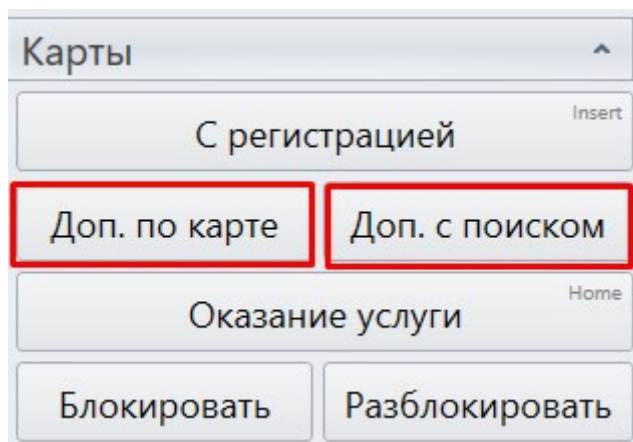 Карты
С регистрацией Insert
Доп. по карте Доп. с поиском
Оказание услуги Home
Блокировать Разблокировать